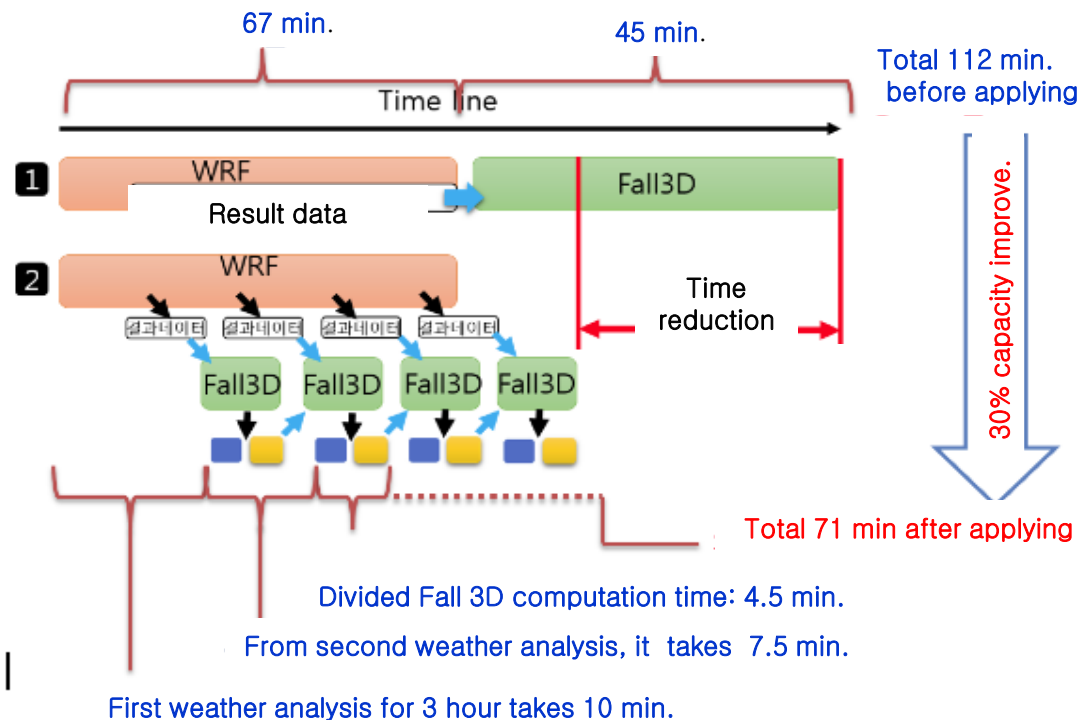 67 min.
45 min.
Total 112 min.
before applying
Time line
1
WRF
Fall3D
Result data
2
WRF
Time
reduction
30% capacity improve.
결과데이터
결과데이터
결과데이터
결과데이터
Fall3D
Fall3D
Fall3D
Fall3D
Total 71 min after applying
Divided Fall 3D computation time: 4.5 min.
From second weather analysis, it takes 7.5 min.
First weather analysis for 3 hour takes 10 min.